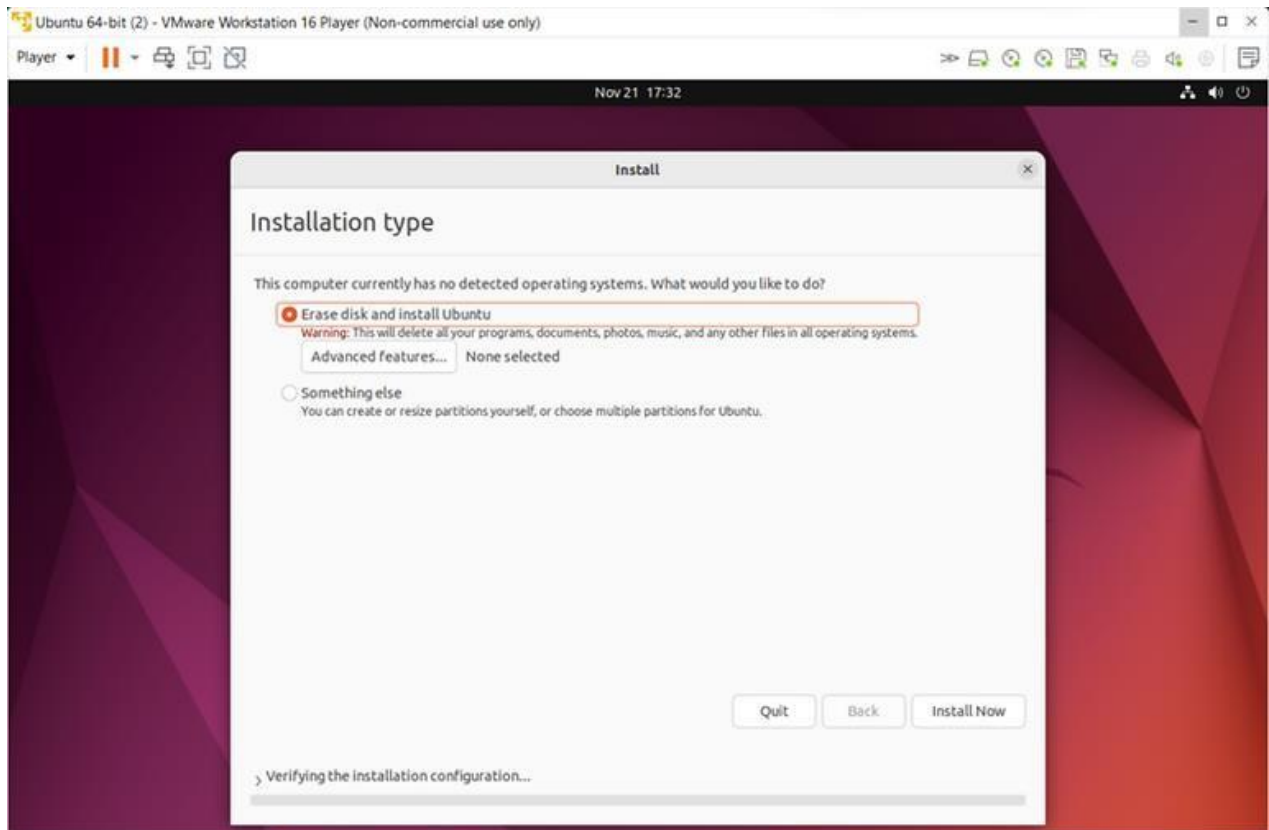 Ubuntu 64-bit (2) - VMware Workstation 16 Player (Non-commercial use only)
Player
Nov 21 17:32
Install
Installation type
This computer currently has no detected operating systems. What would you like to do?
Erase disk and install Ubuntu
Warning: This will delete all your programs, documents, photos, music, and any other files in all operating systems.
Advanced features... None selected
Something else
You can create or resize partitions yourself, or choose multiple partitions for Ubuntu.
Quit Back Install Now
Verifying the installation configuration...